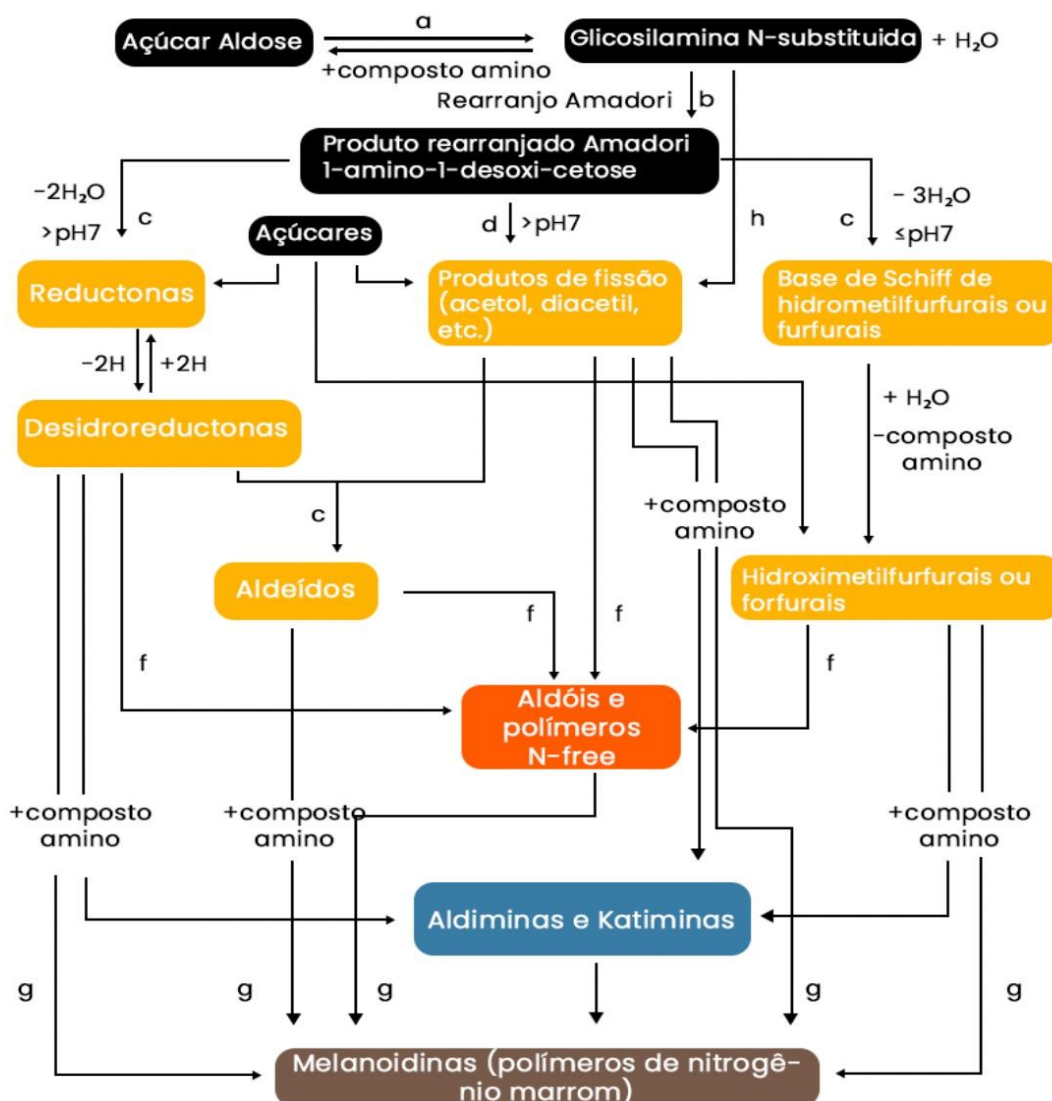 Açúcar Aldose
a
+composto amino
Glicosilamina N-substituida
+ H₂O
Rearranjo Amadori
b
Produto rearranjado Amadori
1-amino-1-desoxi-cetose
-2H₂O
>pH7
c
Açúcares
d
>pH7
h
c
- 3H₂O
≤pH7
Reductonas
Produtos de fissão
(acetol, diacetil,
etc.)
Base de Schiff de
hidrometilfurfurais ou
furfurais
-2H
+2H
+ H₂O
-composto
amino
Desidroreductonas
c
+composto
amino
Aldeídos
Hidroximetilfurfurais ou
forfurais
f
f
f
f
Aldóis e
polímeros
N-free
+composto
amino
+composto
amino
+composto
amino
Aldiminas e Katiminas
g
g
g
g
g
Melanoidinas (polímeros de nitrogê-
nio marrom)